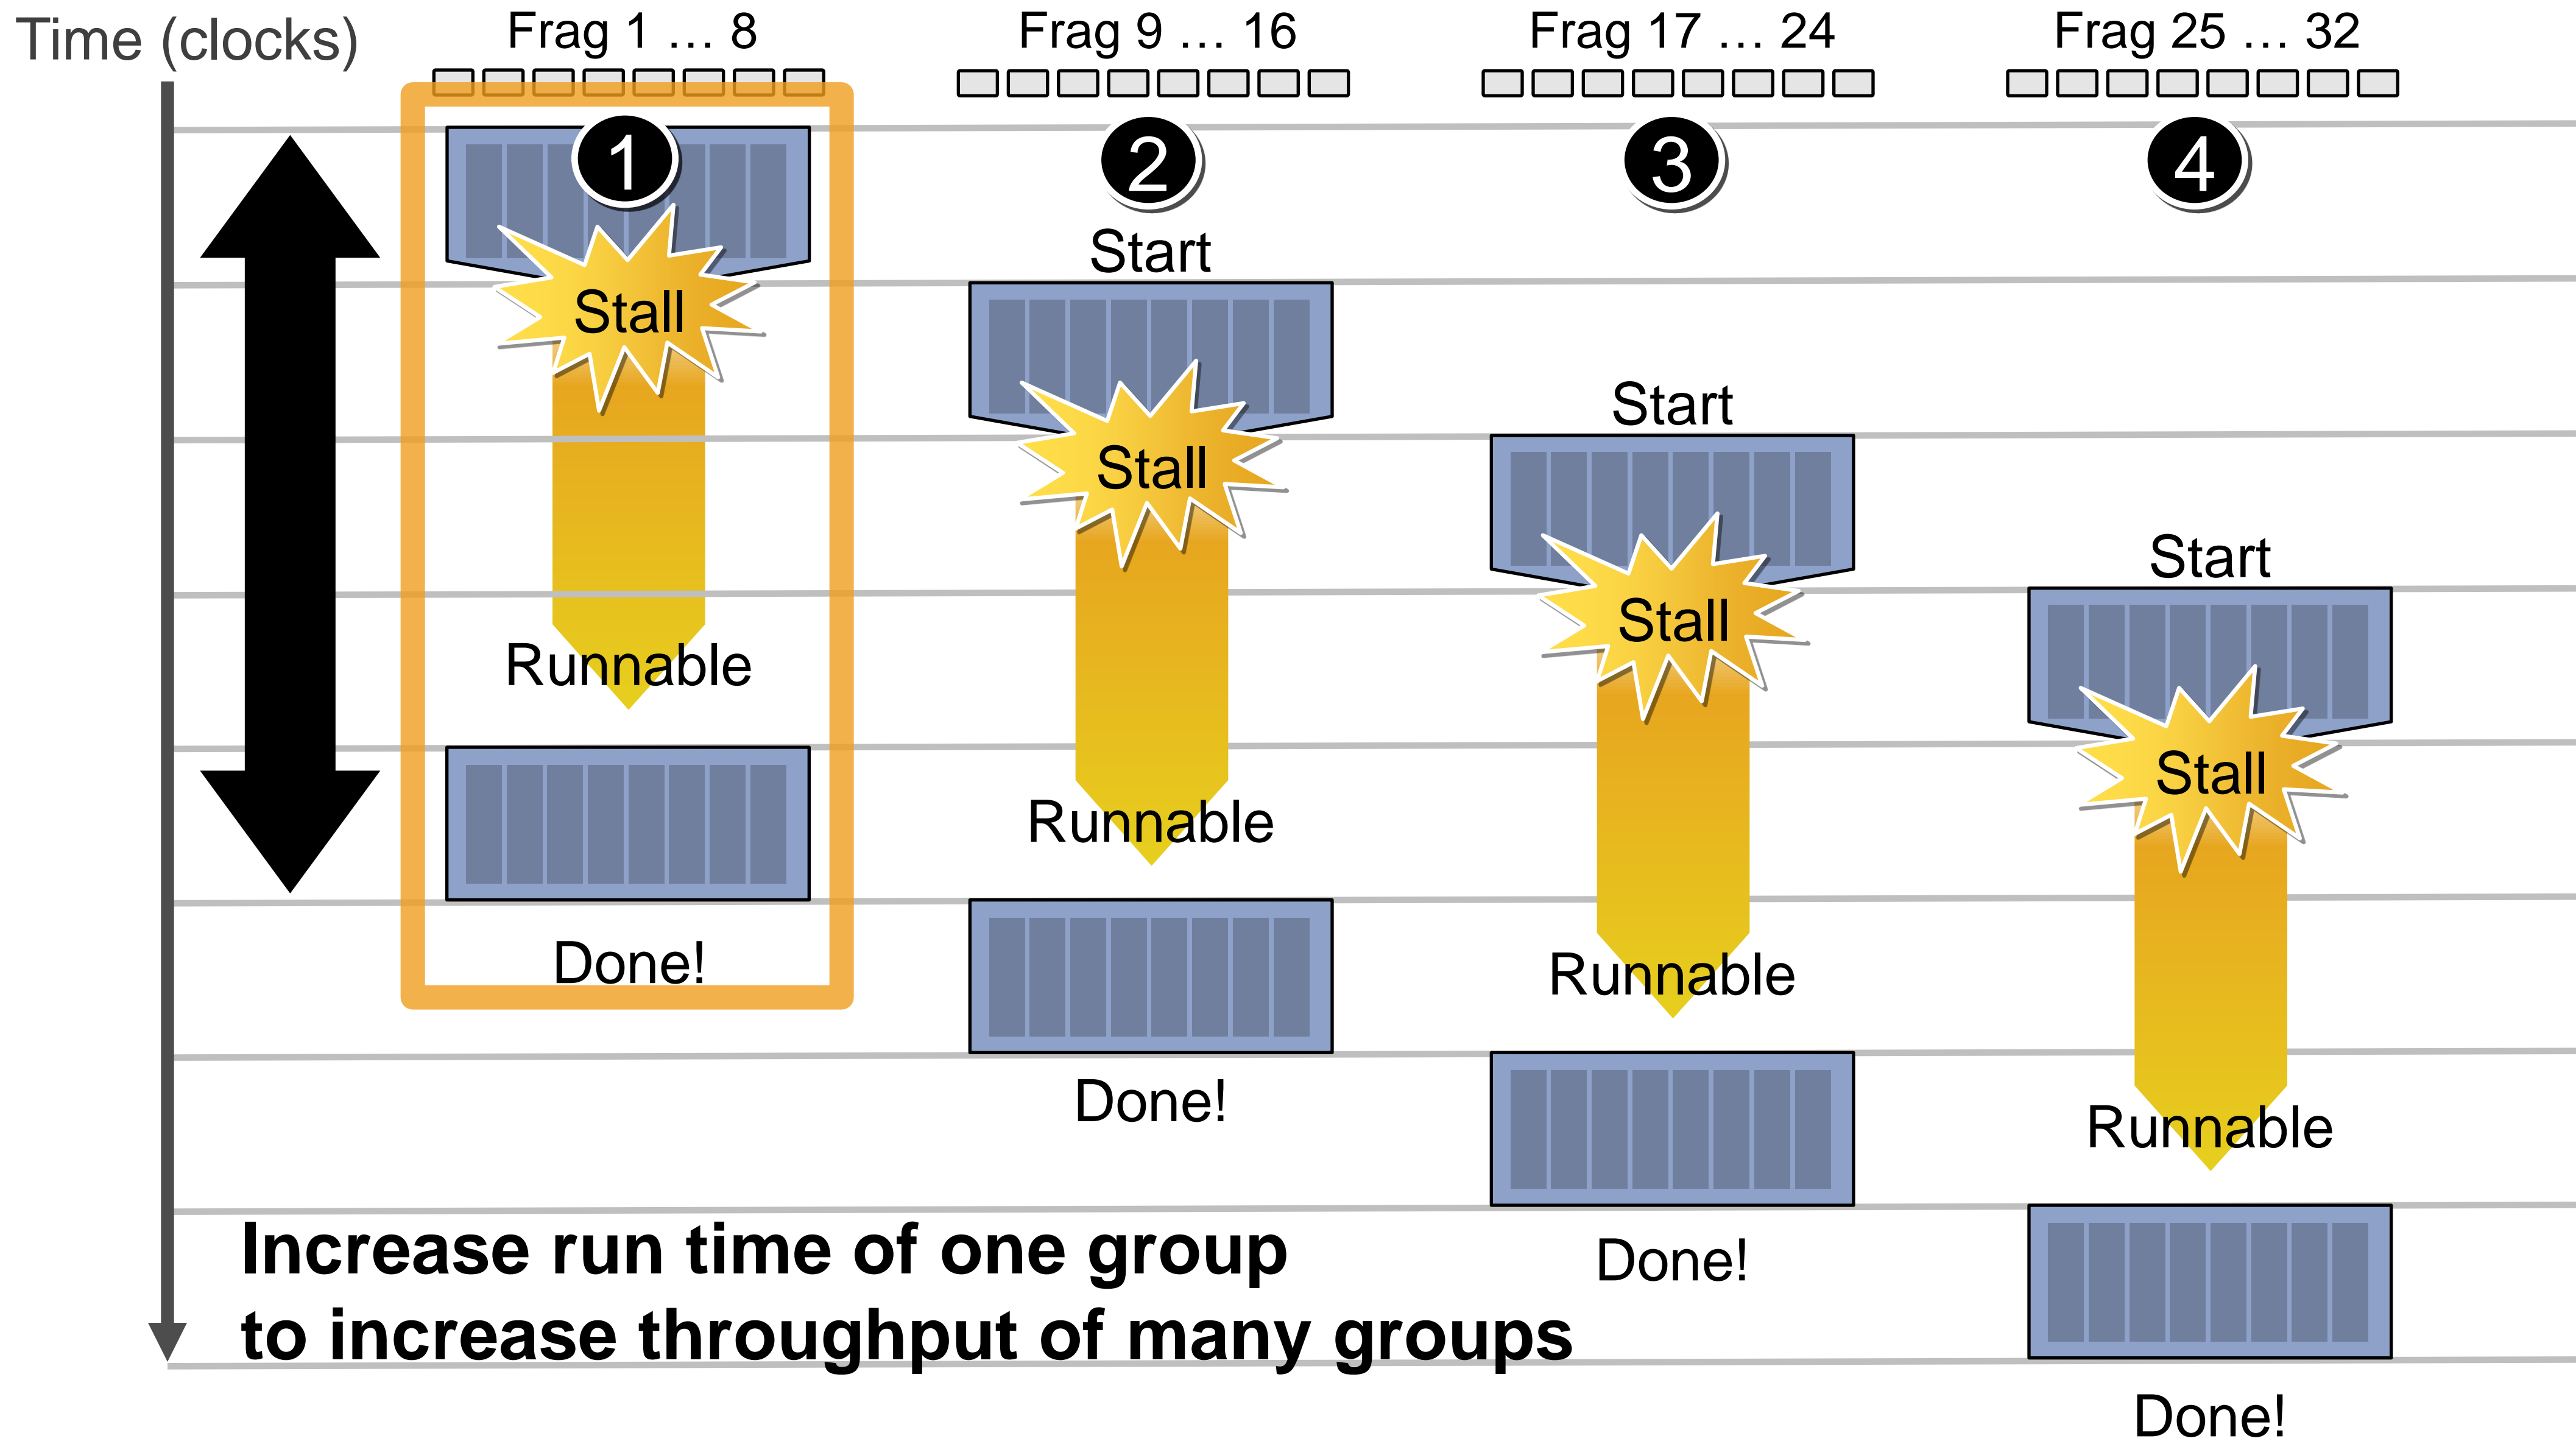 Time (clocks)
Frag 1 … 8
Frag 9 … 16
Frag 17 … 24
Frag 25 … 32
1
2
3
4
Start
Stall
Start
Stall
Start
Stall
Runnable
Stall
Runnable
Done!
Runnable
Done!
Runnable
Increase run time of one group
to increase throughput of many groups
Done!
Done!